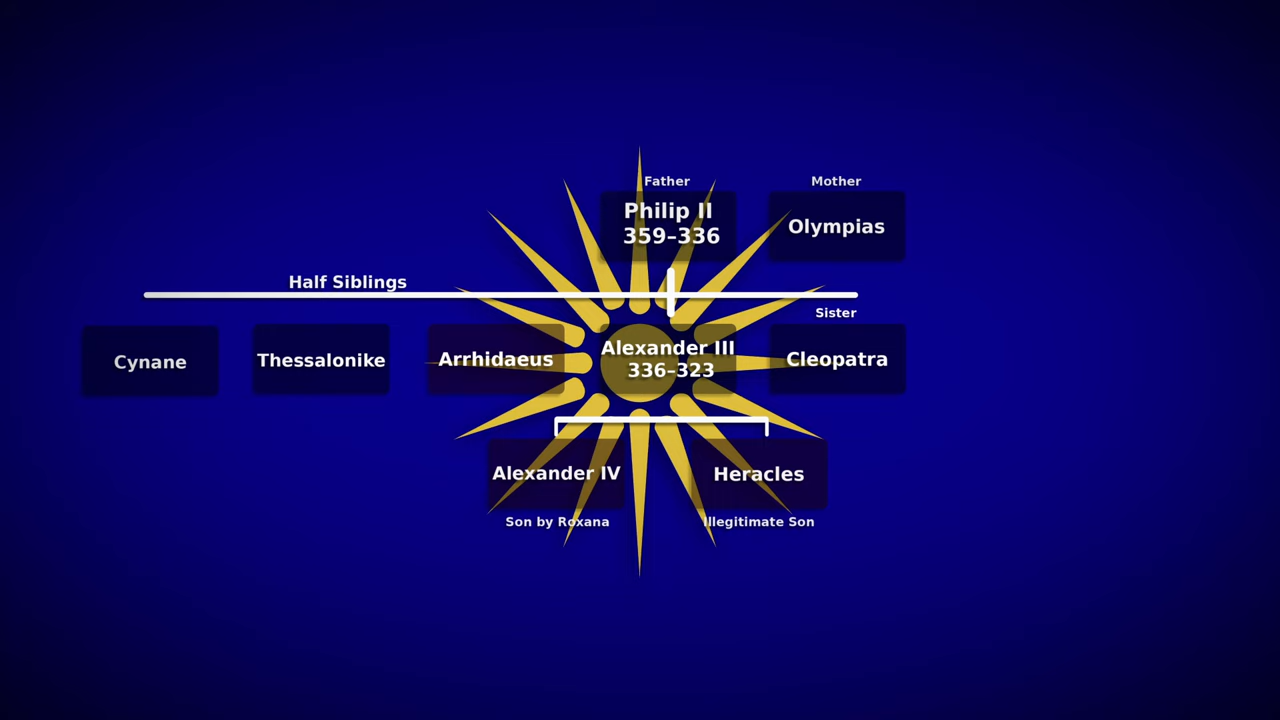 Father
Mother
Philip II
359–336
Olympias
Half Siblings
Sister
Cynane
Thessalonike
Arrhidaeus
Alexander III
336–323
Cleopatra
Alexander IV
Heracles
Son by Roxana
Illegitimate Son